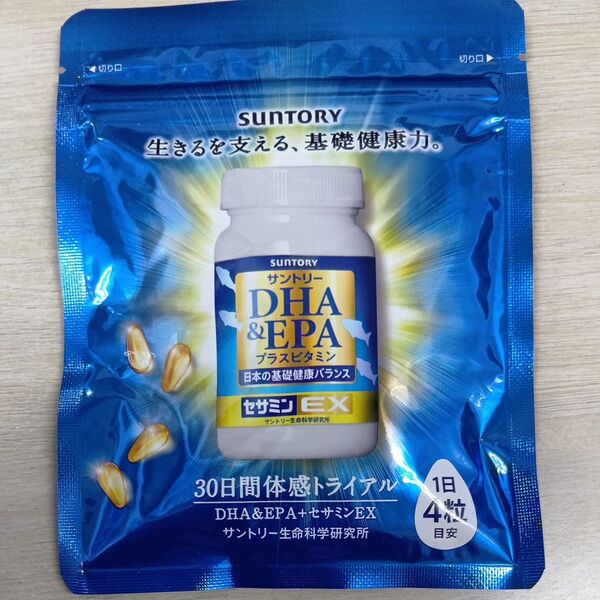 ◀切り口
切り口▶
SUNTORY
生きるを支える、基礎健康力。
SUNTORY
サントリー
DHA
&EPA
プラスビタミン
日本の基礎健康バランス
セサミンEX
サントリー生命科学研究所
30日間体感トライアル
DHA&EPA+セサミンEX
サントリー生命科学研究所
1日
4粒
目安